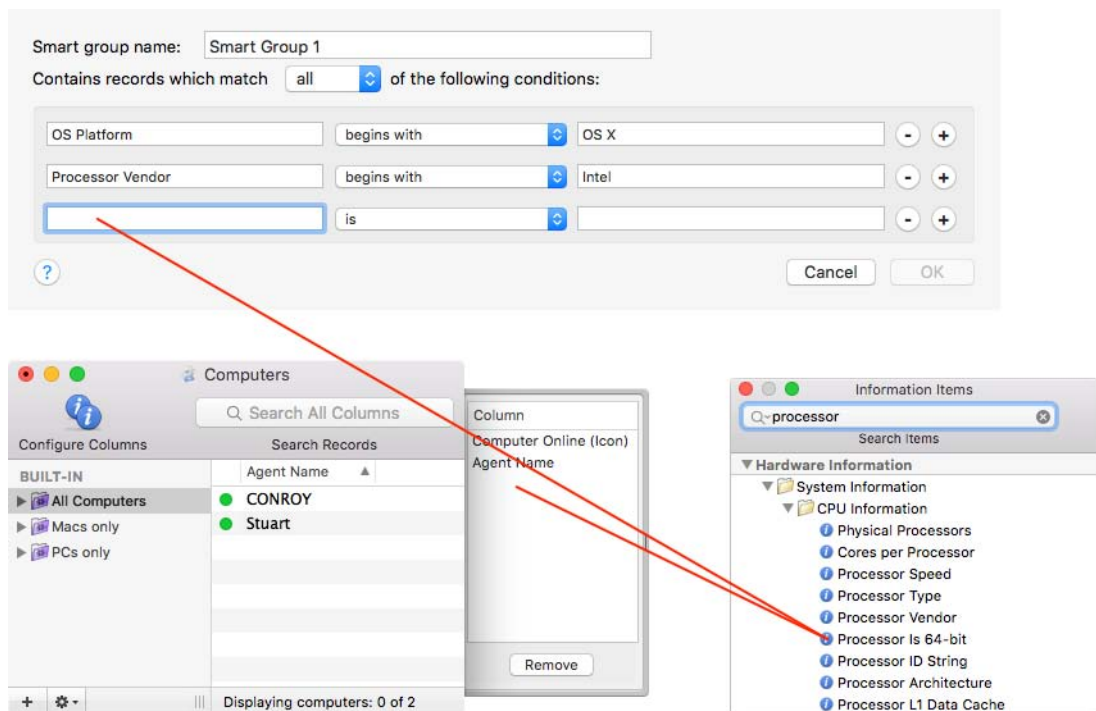 Smart group name: Smart Group 1
Contains records which match all of the following conditions:
OS Platform begins with OS X - +
Processor Vendor begins with Intel - +
is - +
? Cancel OK
Computers
Search All Columns
Configure Columns Search Records
BUILT-IN
All Computers
Macs only
PCs only
Agent Name
CONROY
Stuart
+ Displaying computers: 0 of 2
Column
Computer Online (Icon)
Agent Name
Remove
Information Items
processor
Search Items
Hardware Information
System Information
CPU Information
Physical Processors
Cores per Processor
Processor Speed
Processor Type
Processor Vendor
Processor Is 64-bit
Processor ID String
Processor Architecture
Processor L1 Data Cache